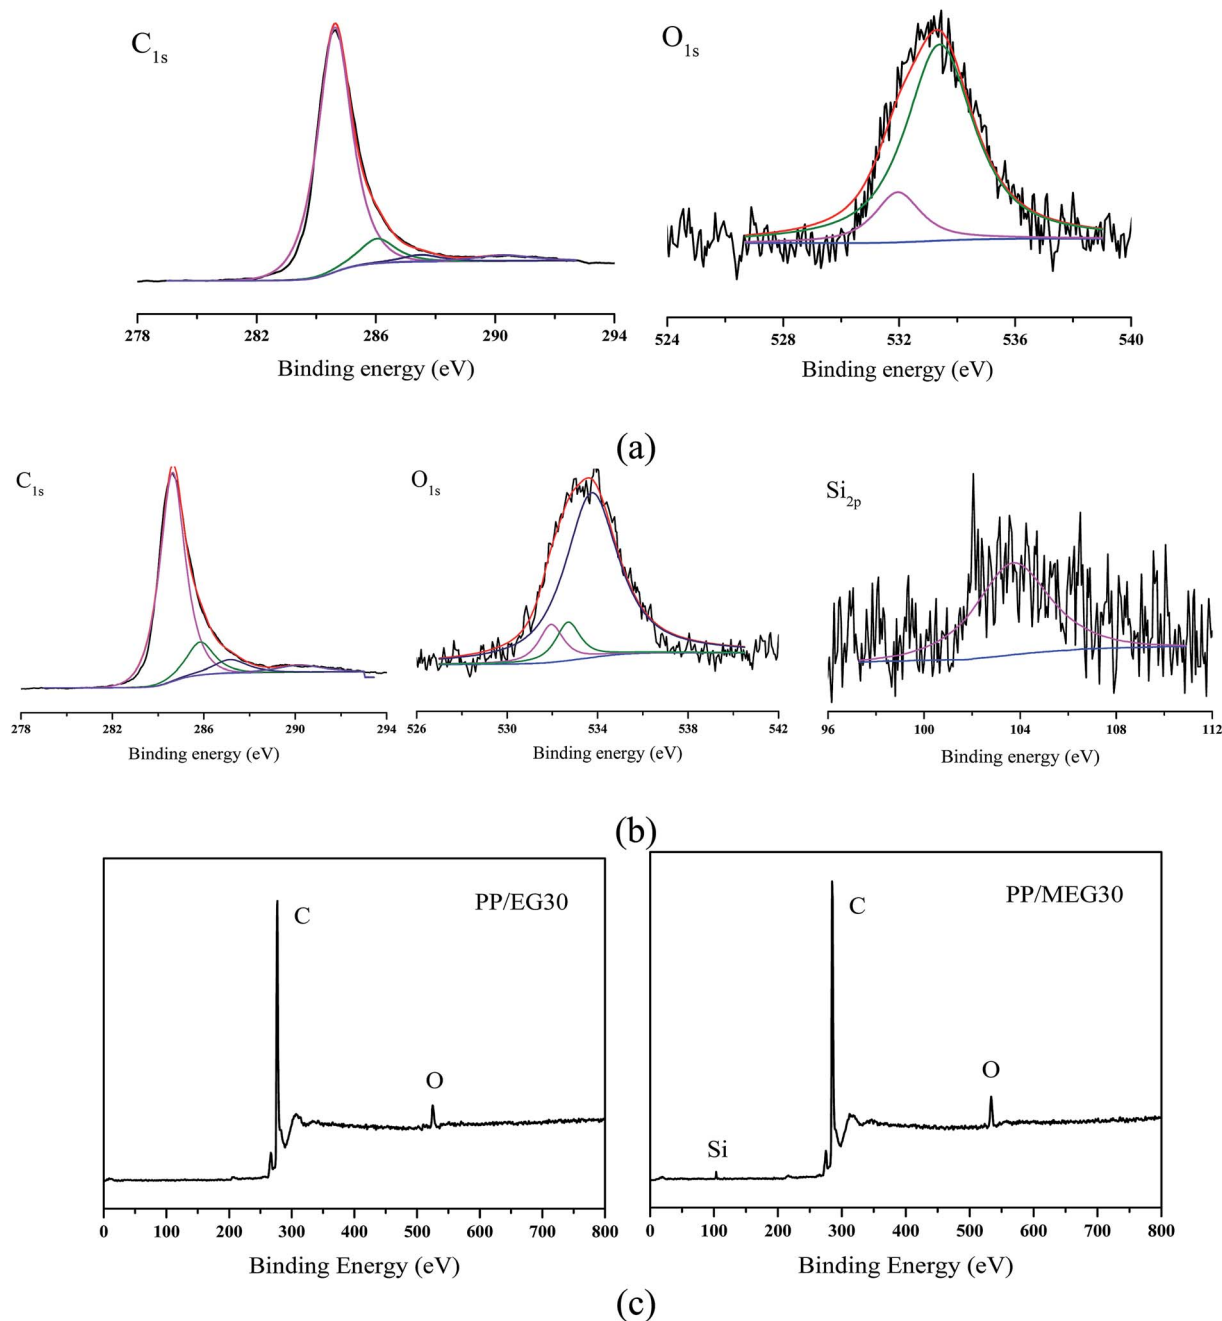 C1s
O1s
278 282 286 290 294
Binding energy (eV)
524 528 532 536 540
Binding energy (eV)
(a)
C1s
O1s
Si2p
278 282 286 290 294
Binding energy (eV)
526 530 534 538 542
Binding energy (eV)
96 100 104 108 112
Binding energy (eV)
(b)
PP/EG30
C
O
0 100 200 300 400 500 600 700 800
Binding Energy (eV)
PP/MEG30
C
O
Si
0 100 200 300 400 500 600 700 800
Binding Energy (eV)
(c)